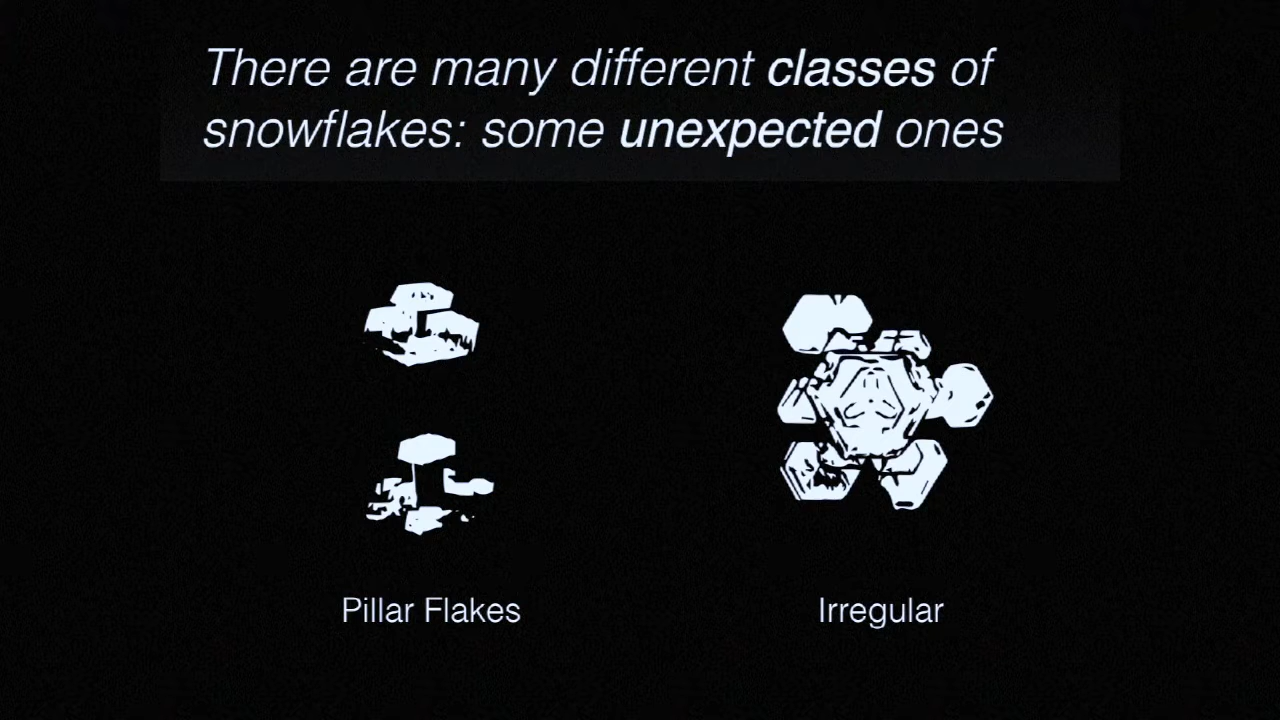 There are many different classes of
snowflakes: some unexpected ones
Pillar Flakes
Irregular